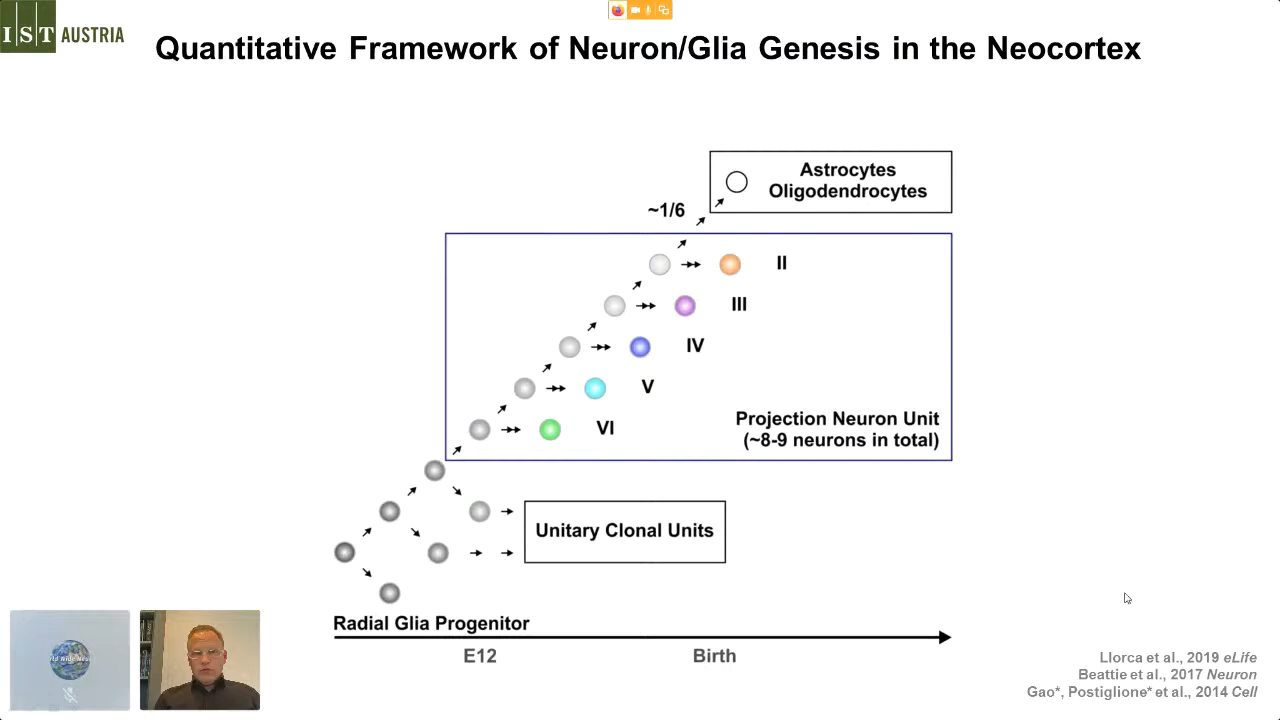 IST AUSTRIA
Quantitative Framework of Neuron/Glia Genesis in the Neocortex
Astrocytes
Oligodendrocytes
~1/6
II
III
IV
V
VI
Projection Neuron Unit
(~8-9 neurons in total)
Unitary Clonal Units
Radial Glia Progenitor
E12
Birth
Llorca et al., 2019 eLife
Beattie et al., 2017 Neuron
Gao*, Postiglione* et al., 2014 Cell